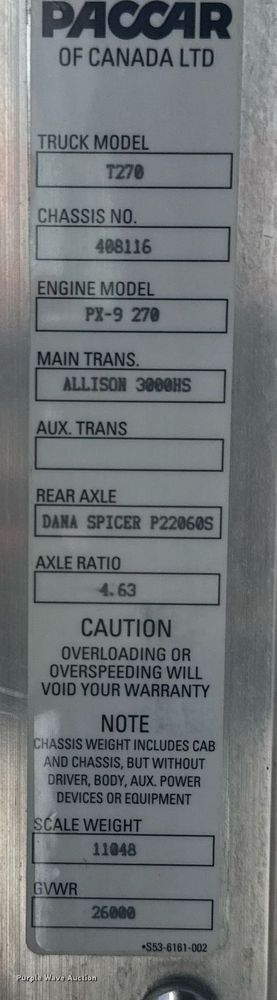 PACCAR
OF CANADA LTD
TRUCK MODEL
T270
CHASSIS NO.
408116
ENGINE MODEL
PX-9 270
MAIN TRANS.
ALLISON 3000HS
AUX. TRANS
REAR AXLE
DANA SPICER P22060S
AXLE RATIO
4.63
CAUTION
OVERLOADING OR
OVERSPEEDING WILL
VOID YOUR WARRANTY
NOTE
CHASSIS WEIGHT INCLUDES CAB
AND CHASSIS, BUT WITHOUT
DRIVER, BODY, AUX. POWER
DEVICES OR EQUIPMENT
SCALE WEIGHT
11048
GVWR
26000
*S53-6161-002
Purple Wave Auction